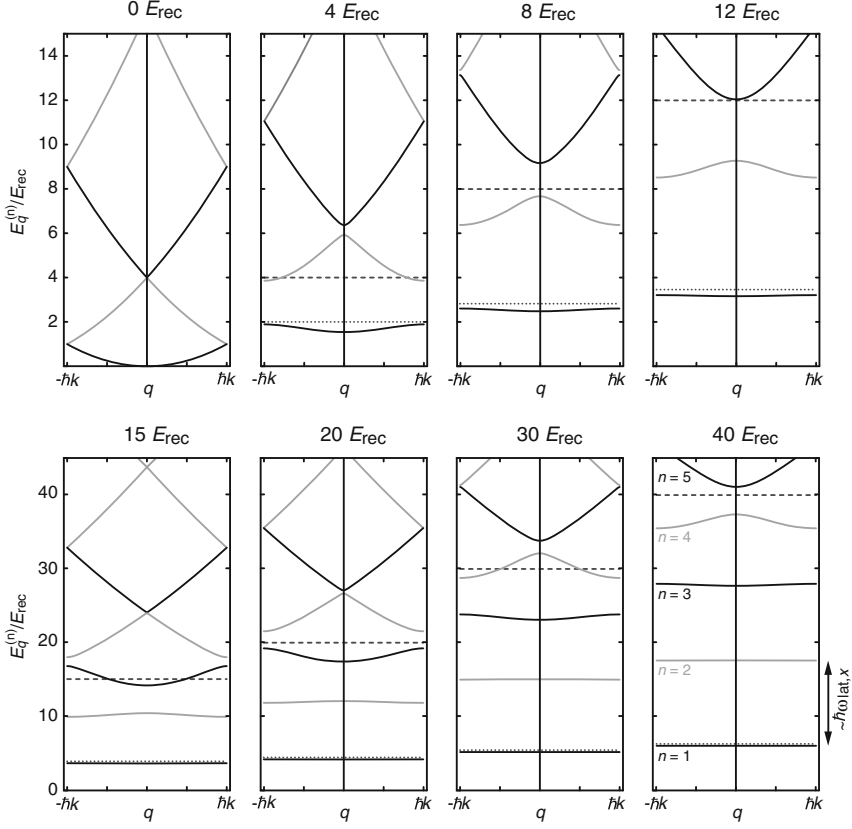 0 E_rec 4 E_rec 8 E_rec 12 E_rec
14
12
10
8
6
4
2
E_q^(n)/E_rec
-ħk q ħk -ħk q ħk -ħk q ħk -ħk q ħk
15 E_rec 20 E_rec 30 E_rec 40 E_rec
40
30
20
10
0
E_q^(n)/E_rec
n = 5
n = 4
n = 3
n = 2
n = 1
~ħω_lat,x
-ħk q ħk -ħk q ħk -ħk q ħk -ħk q ħk